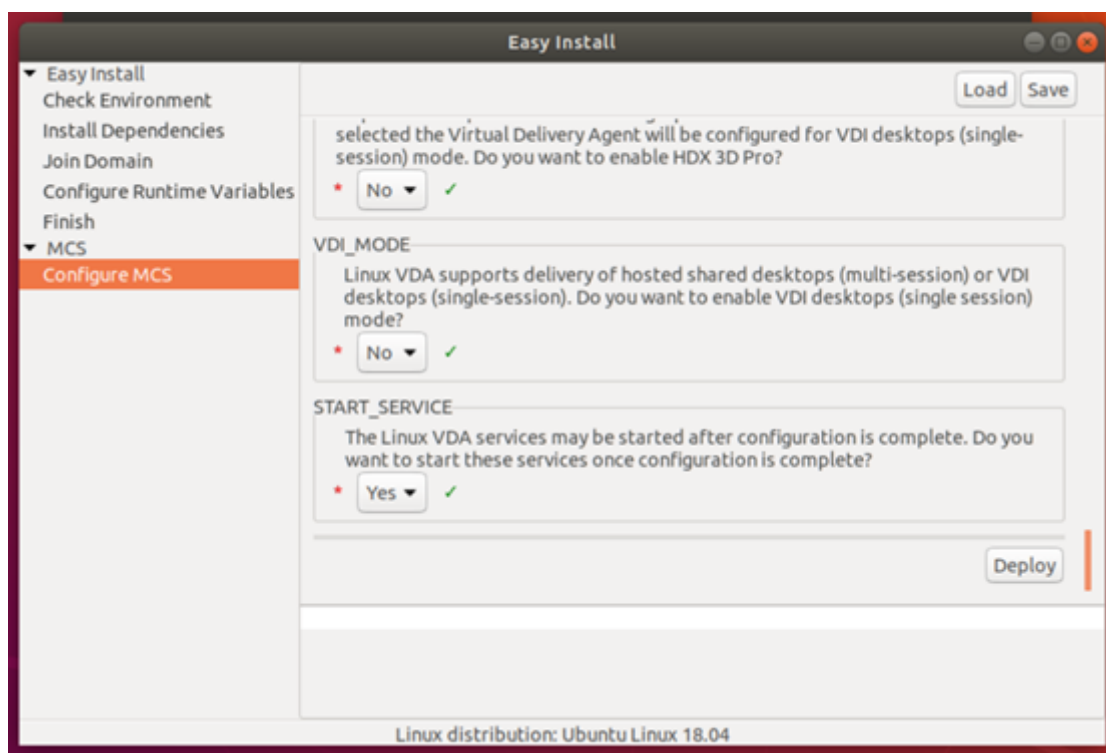 Easy Install
Load Save
Easy Install
Check Environment
Install Dependencies
Join Domain
Configure Runtime Variables
Finish
MCS
Configure MCS
selected the Virtual Delivery Agent will be configured for VDI desktops (single-
session) mode. Do you want to enable HDX 3D Pro?
* No ✓
VDI_MODE
Linux VDA supports delivery of hosted shared desktops (multi-session) or VDI
desktops (single-session). Do you want to enable VDI desktops (single session)
mode?
* No ✓
START_SERVICE
The Linux VDA services may be started after configuration is complete. Do you
want to start these services once configuration is complete?
* Yes ✓
Deploy
Linux distribution: Ubuntu Linux 18.04